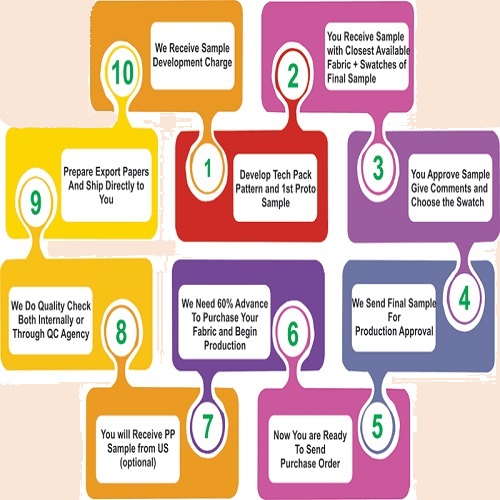 We Receive Sample
Development Charge
1
Develop Tech Pack
Pattern and 1st Proto
Sample
2
You Receive Sample
with Closest Available
Fabric + Swatches of
Final Sample
3
You Approve Sample
Give Comments and
Choose the Swatch
4
We Send Final Sample
For
Production Approval
5
Now You are Ready
To Send
Purchase Order
6
We Need 60% Advance
To Purchase Your
Fabric and Begin
Production
7
You will Receive PP
Sample from US
(optional)
8
We Do Quality Check
Both Internally or
Through QC Agency
9
Prepare Export Papers
And Ship Directly to
You
10